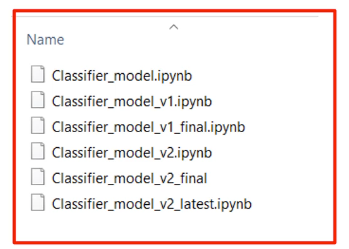 Name
Classifier_model.ipynb
Classifier_model_v1.ipynb
Classifier_model_v1_final.ipynb
Classifier_model_v2.ipynb
Classifier_model_v2_final
Classifier_model_v2_latest.ipynb